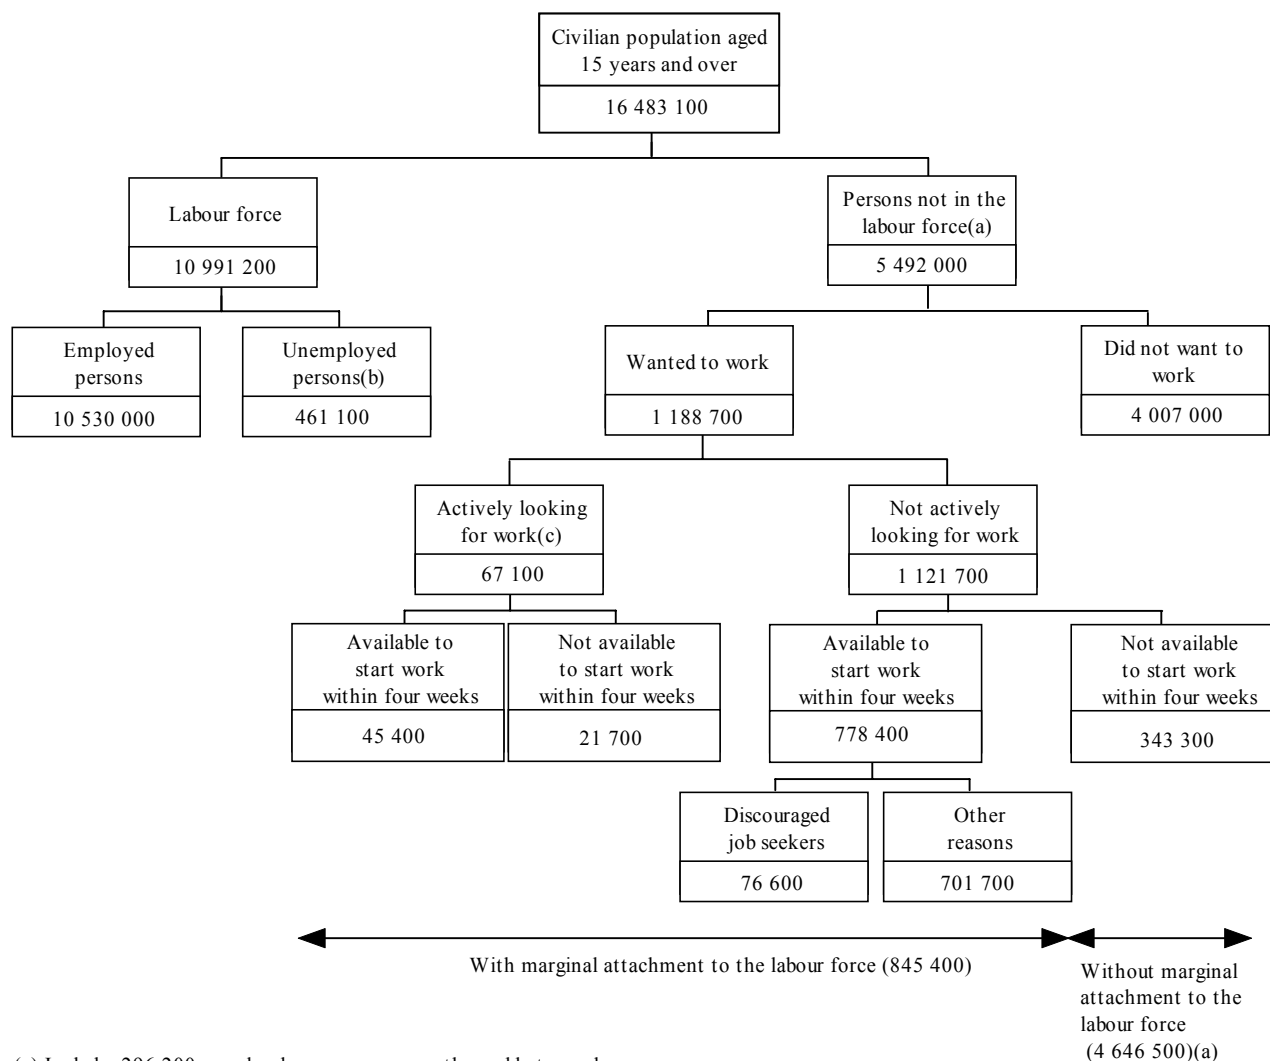 Civilian population aged
15 years and over
16 483 100
Labour force
10 991 200
Persons not in the
labour force(a)
5 492 000
Employed
persons
10 530 000
Unemployed
persons(b)
461 100
Wanted to work
1 188 700
Did not want to
work
4 007 000
Actively looking
for work(c)
67 100
Not actively
looking for work
1 121 700
Available to
start work
within four weeks
45 400
Not available
to start work
within four weeks
21 700
Available to
start work
within four weeks
778 400
Not available
to start work
within four weeks
343 300
Discouraged
job seekers
76 600
Other
reasons
701 700
With marginal attachment to the labour force (845 400)
Without marginal
attachment to the
labour force
(4 646 500)(a)